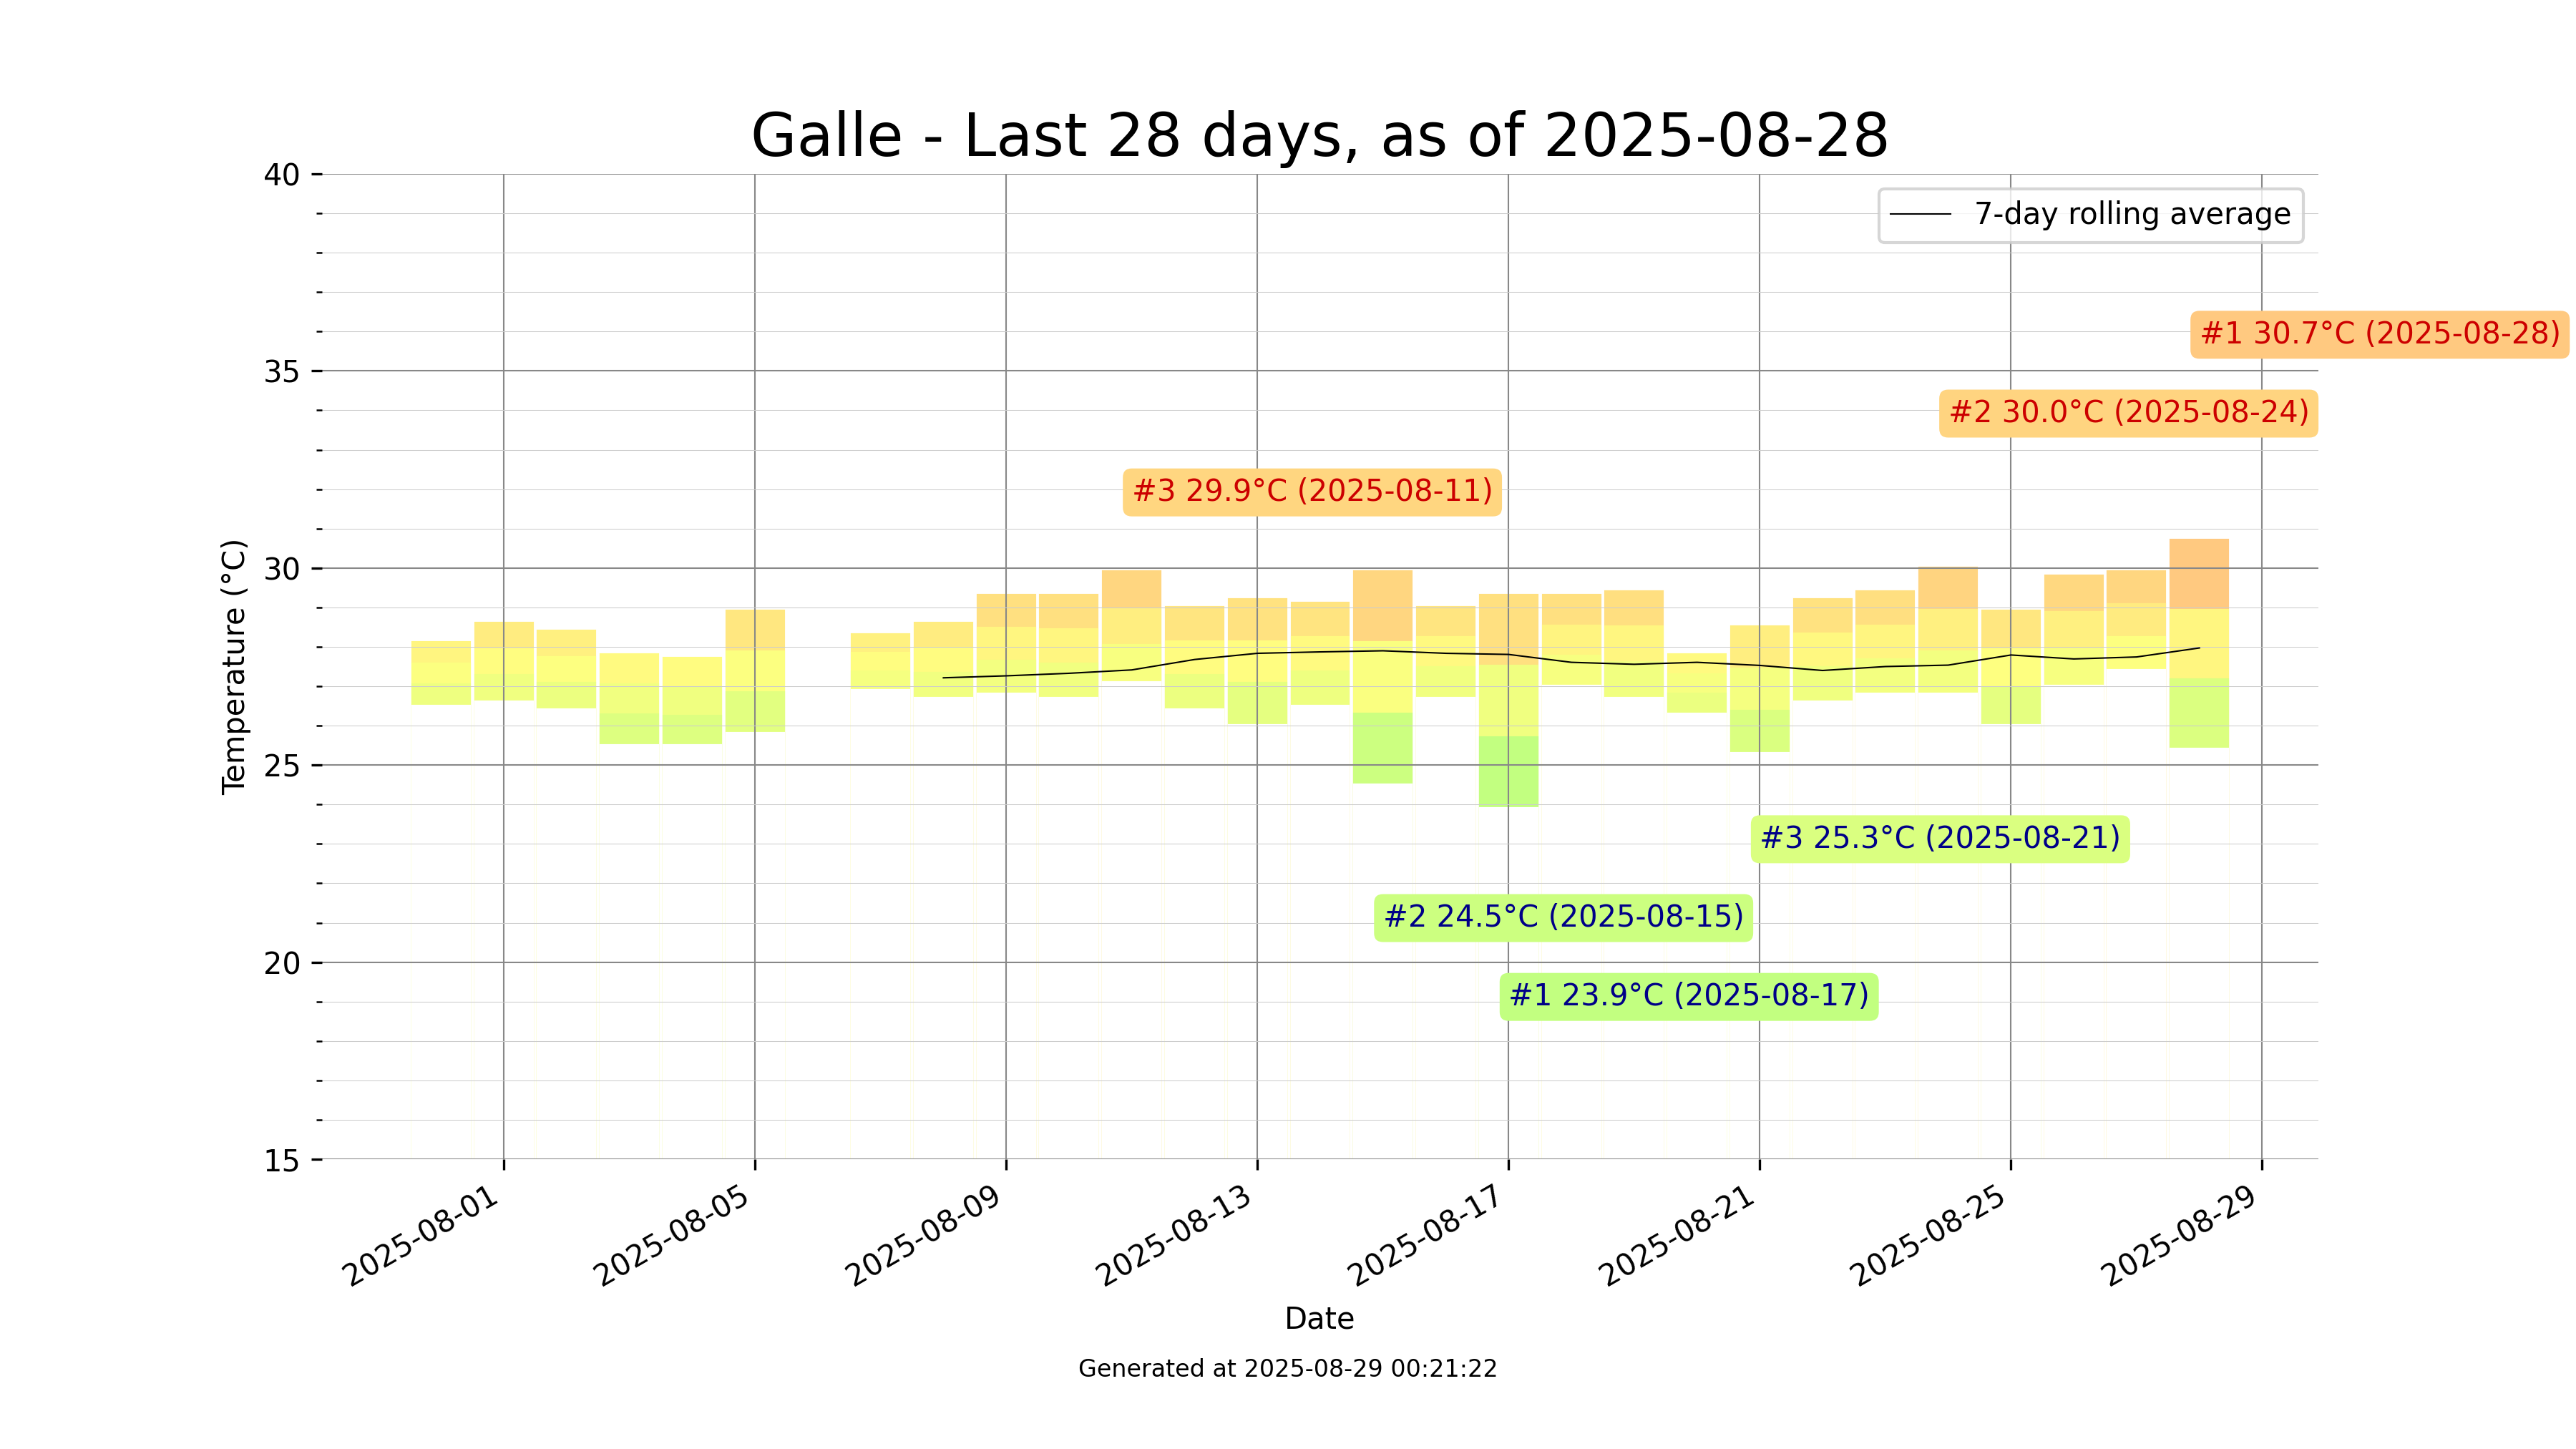 Galle - Last 28 days, as of 2025-08-28
40
7-day rolling average
#1 30.7°C (2025-08-28)
35
#2 30.0°C (2025-08-24)
#3 29.9°C (2025-08-11)
30
Temperature (°C)
25
#3 25.3°C (2025-08-21)
#2 24.5°C (2025-08-15)
20
#1 23.9°C (2025-08-17)
15
2025-08-01
2025-08-05
2025-08-09
2025-08-13
2025-08-17
2025-08-21
2025-08-25
2025-08-29
Date
Generated at 2025-08-29 00:21:22